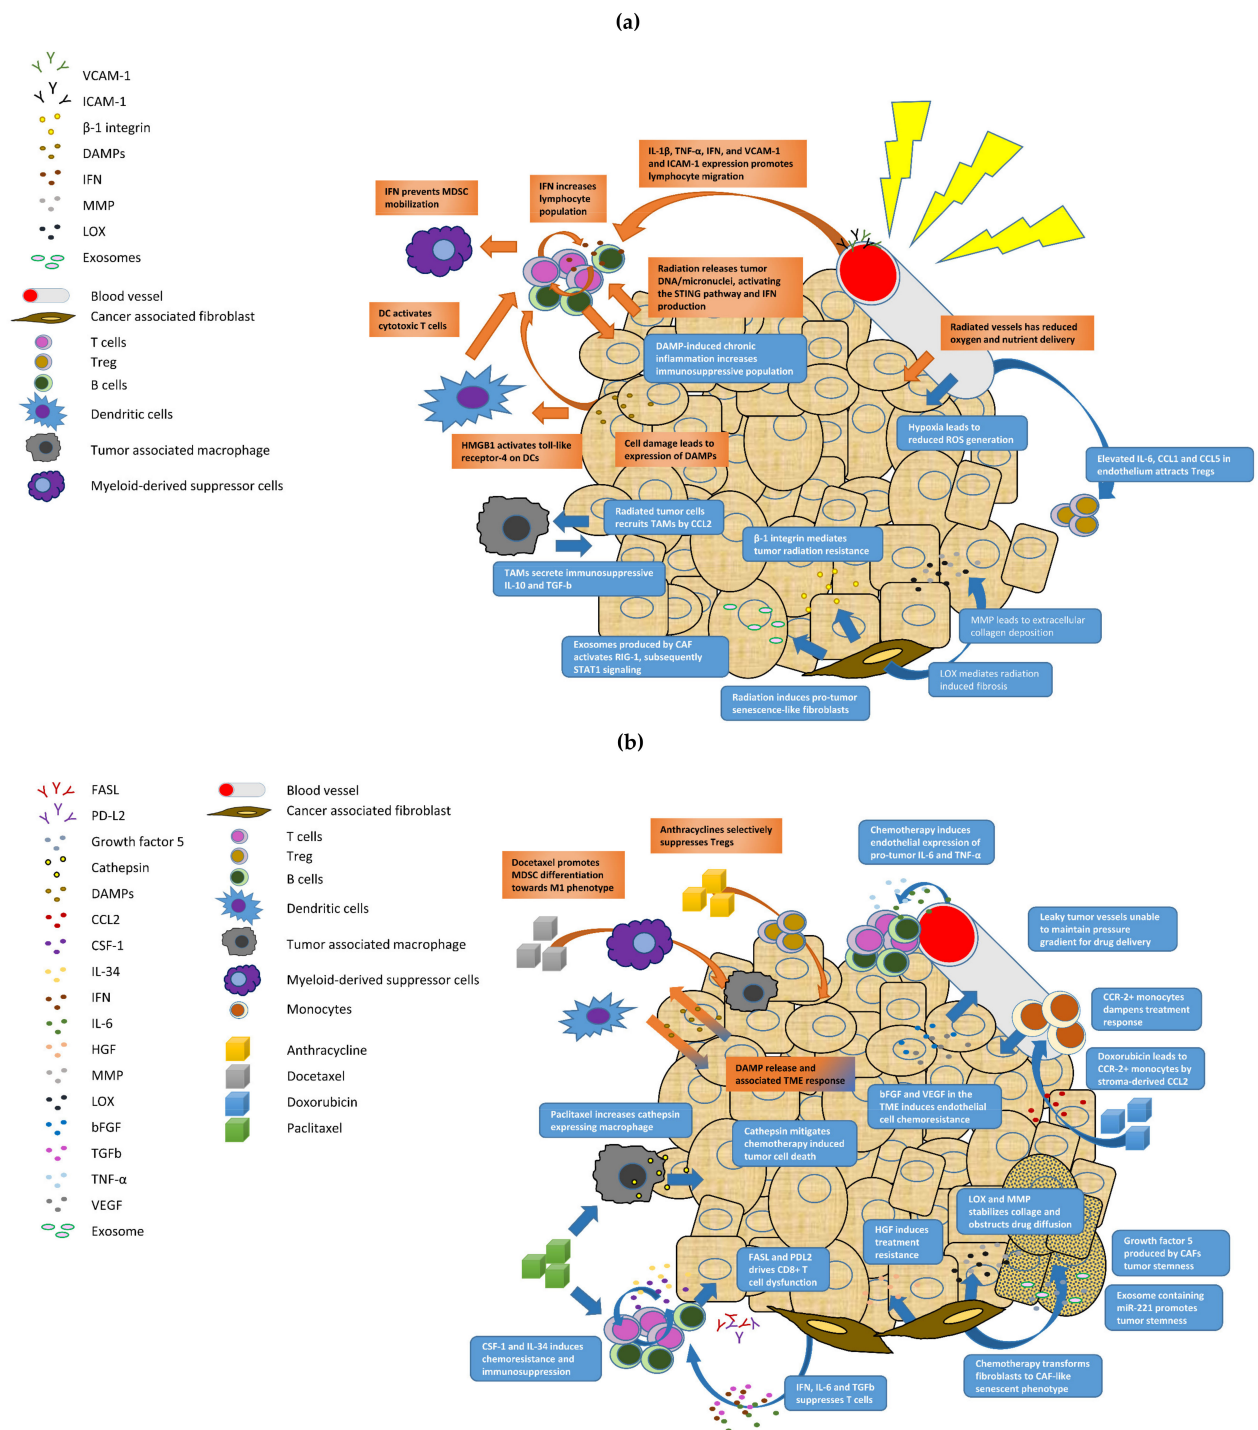 (a)
VCAM-1
ICAM-1
β-1 integrin
DAMPs
IFN
MMP
LOX
Exosomes
Blood vessel
Cancer associated fibroblast
T cells
Treg
B cells
Dendritic cells
Tumor associated macrophage
Myeloid-derived suppressor cells
IL-1β, TNF-α, IFN, and VCAM-1
and ICAM-1 expression promotes
lymphocyte migration
IFN prevents MDSC
mobilization
IFN increases
lymphocyte
population
Radiation releases tumor
DNA/micronuclei, activating
the STING pathway and IFN
production
DC activates
cytotoxic T cells
DAMP-induced chronic
inflammation increases
immunosuppressive population
Radiated vessels has reduced
oxygen and nutrient delivery
HMGB1 activates toll-like
receptor-4 on DCs
Cell damage leads to
expression of DAMPs
Hypoxia leads to
reduced ROS generation
Elevated IL-6, CCL1 and CCL5 in
endothelium attracts Tregs
Radiated tumor cells
recruits TAMs by CCL2
β-1 integrin mediates
tumor radiation resistance
TAMs secrete immunosuppressive
IL-10 and TGF-b
MMP leads to extracellular
collagen deposition
Exosomes produced by CAF
activates RIG-1, subsequently
STAT1 signaling
LOX mediates radiation
induced fibrosis
Radiation induces pro-tumor
senescence-like fibroblasts
(b)
FASL
PD-L2
Growth factor 5
Cathepsin
DAMPs
CCL2
CSF-1
IL-34
IFN
IL-6
HGF
MMP
LOX
bFGF
TGFb
TNF-α
VEGF
Exosome
Blood vessel
Cancer associated fibroblast
T cells
Treg
B cells
Dendritic cells
Tumor associated macrophage
Myeloid-derived suppressor cells
Monocytes
Anthracycline
Docetaxel
Doxorubicin
Paclitaxel
Anthracyclines selectively
suppresses Tregs
Chemotherapy induces
endothelial expression of
pro-tumor IL-6 and TNF-α
Docetaxel promotes
MDSC differentiation
towards M1 phenotype
Leaky tumor vessels unable
to maintain pressure
gradient for drug delivery
CCR-2+ monocytes
dampens treatment
response
Doxorubicin leads to
CCR-2+ monocytes by
stroma-derived CCL2
DAMP release and
associated TME response
bFGF and VEGF in the
TME induces endothelial
cell chemoresistance
Paclitaxel increases cathepsin
expressing macrophage
Cathepsin mitigates
chemotherapy induced
tumor cell death
LOX and MMP
stabilizes collage and
obstructs drug diffusion
HGF induces
treatment
resistance
FASL and PDL2
drives CD8+ T
cell dysfunction
Growth factor 5
produced by CAFs
tumor stemness
Exosome containing
miR-221 promotes
tumor stemness
CSF-1 and IL-34 induces
chemoresistance and
immunosuppression
IFN, IL-6 and TGFb
suppresses T cells
Chemotherapy transforms
fibroblasts to CAF-like
senescent phenotype